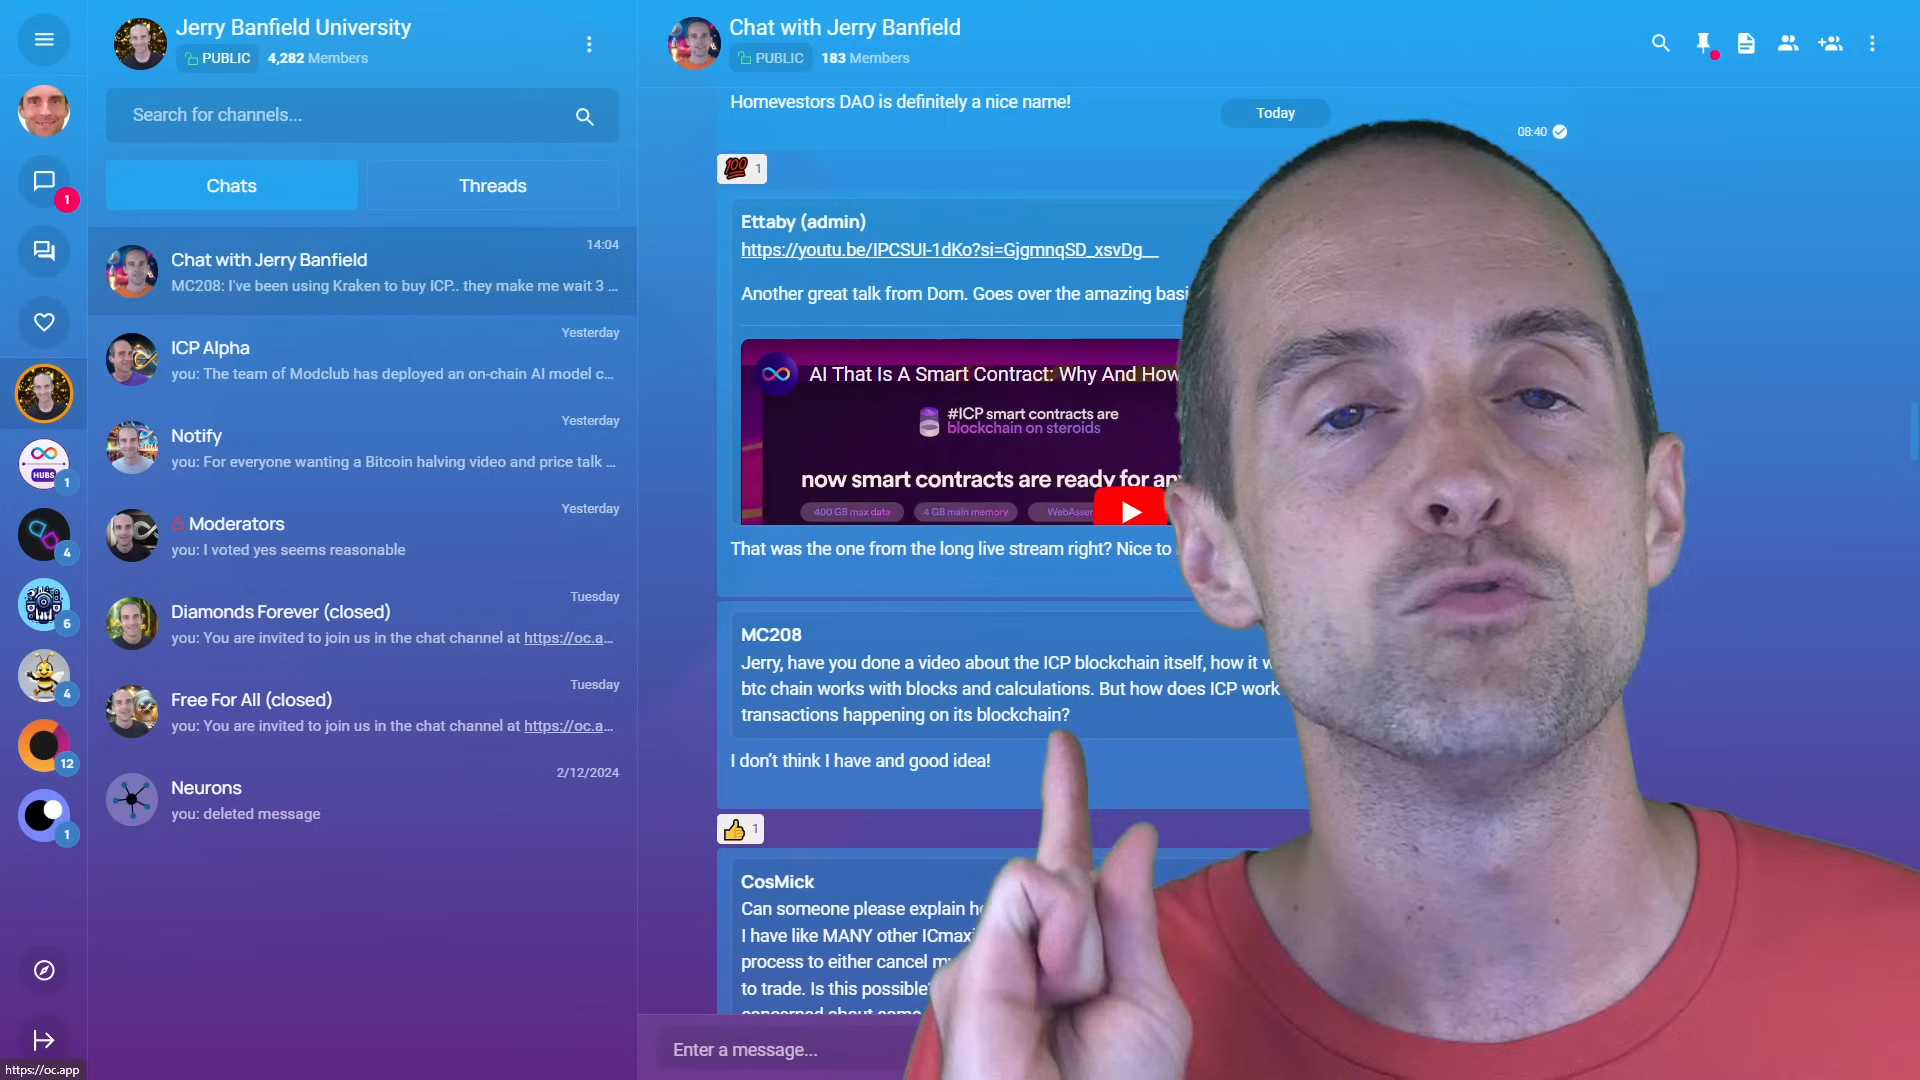 Jerry Banfield University
PUBLIC 4,282 Members
Search for channels...
Chats
Threads
Chat with Jerry Banfield
14:04
MC208: I've been using Kraken to buy ICP.. they make me wait 3 ...
ICP Alpha
Yesterday
you: The team of Modclub has deployed an on-chain AI model c...
Notify
Yesterday
you: For everyone wanting a Bitcoin halving video and price talk ...
Moderators
Yesterday
you: I voted yes seems reasonable
Diamonds Forever (closed)
Tuesday
you: You are invited to join us in the chat channel at https://oc.a...
Free For All (closed)
Tuesday
you: You are invited to join us in the chat channel at https://oc.a...
Neurons
2/12/2024
you: deleted message
1
HUBS
1
4
6
4
12
1
https://oc.app
Chat with Jerry Banfield
PUBLIC 183 Members
Homevestors DAO is definitely a nice name!
Today
08:40
100 1
Ettaby (admin)
https://youtu.be/IPCSUI-1dKo?si=GjgmnqSD_xsvDg__
Another great talk from Dom. Goes over the amazing
AI That Is A Smart Contract: Why And How
#ICP smart contracts are
blockchain on steroids
now smart contracts are ready for
400 GB max data
4 GB main memory
That was the one from the long live stream right? Nice to
MC208
Jerry, have you done a video about the ICP blockchain itself, how it
btc chain works with blocks and calculations. But how does ICP work
transactions happening on its blockchain?
I don't think I have and good idea!
1
CosMick
Can someone please explain
I have like MANY other
process to either cancel
to trade. Is this possible
Enter a message...